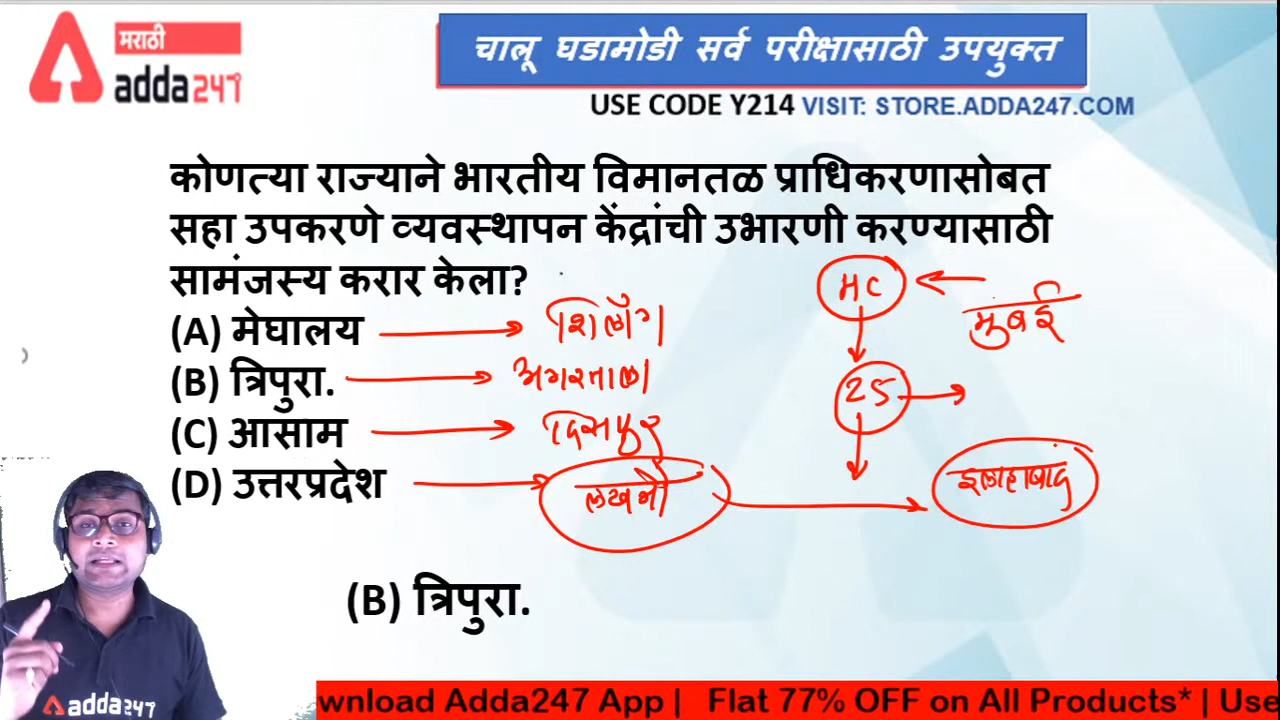 मराठी
adda247
चालू घडामोडी सर्व परीक्षासाठी उपयुक्त
USE CODE Y214 VISIT: STORE.ADDA247.COM
कोणत्या राज्याने भारतीय विमानतळ प्राधिकरणासोबत
सहा उपकरणे व्यवस्थापन केंद्रांची उभारणी करण्यासाठी
सामंजस्य करार केला?
HC
मुंबई
(A) मेघालय
शिलाँग
(B) त्रिपुरा.
अगरताला
25
(C) आसाम
दिसपुर
(D) उत्तरप्रदेश
लखनौ
इलाहाबाद
(B) त्रिपुरा.
adda247
wnload Adda247 App | Flat 77% OFF on All Products* | Use